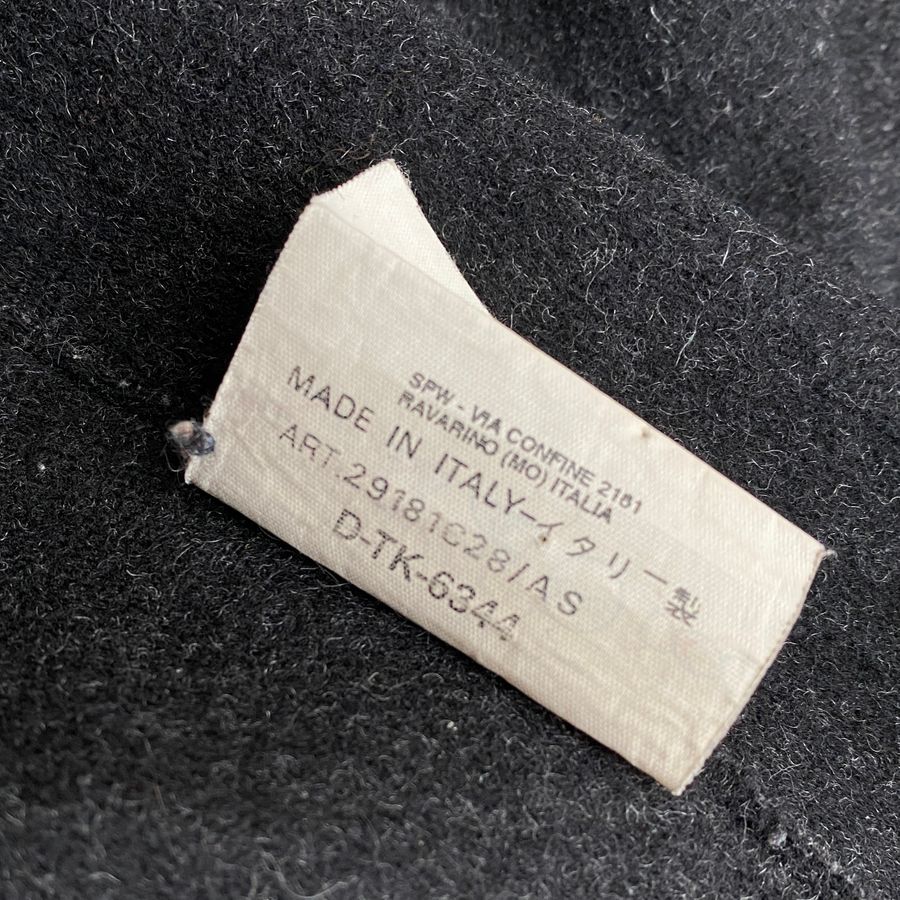 SPW - VIA CONFINE 2161
RAVARINO (MO) ITALIA
MADE IN ITALY-イタリー製
ART.29181G28/AS
D-TK-6344